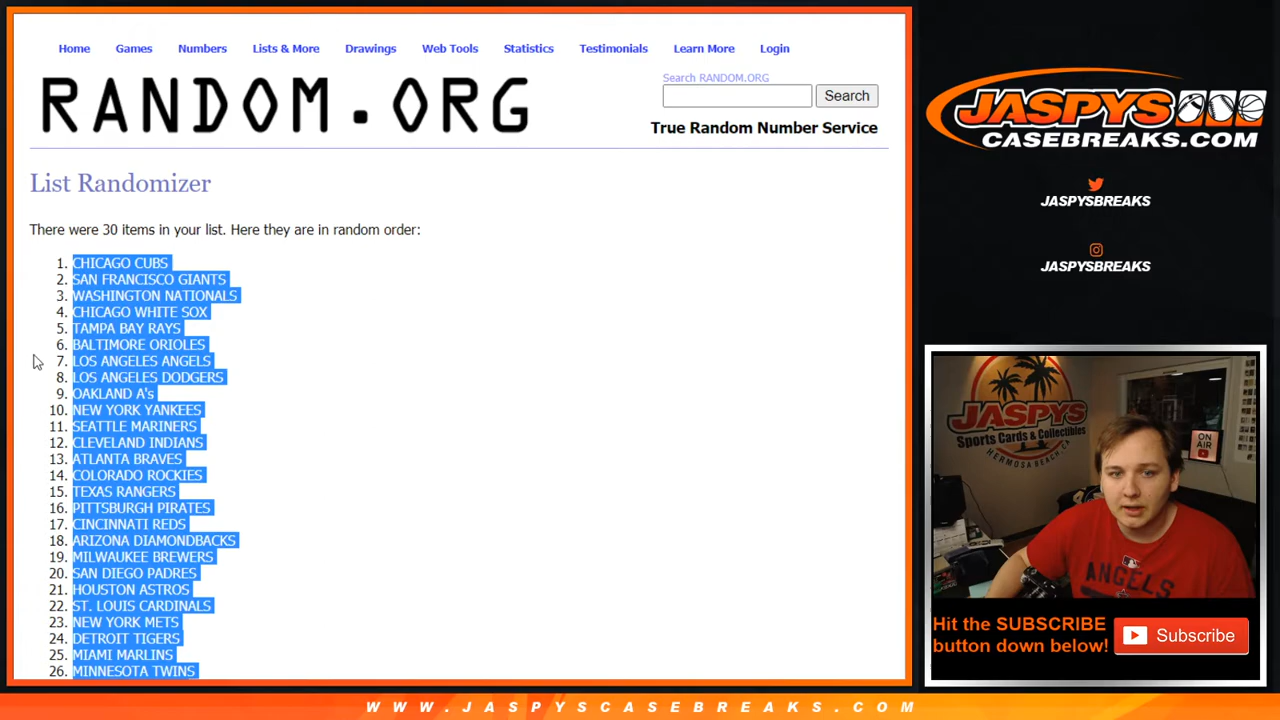 Home Games Numbers Lists & More Drawings Web Tools Statistics Testimonials Learn More Login
RANDOM.ORG
Search RANDOM.ORG
Search
True Random Number Service
List Randomizer
There were 30 items in your list. Here they are in random order:
1. CHICAGO CUBS
2. SAN FRANCISCO GIANTS
3. WASHINGTON NATIONALS
4. CHICAGO WHITE SOX
5. TAMPA BAY RAYS
6. BALTIMORE ORIOLES
7. LOS ANGELES ANGELS
8. LOS ANGELES DODGERS
9. OAKLAND A's
10. NEW YORK YANKEES
11. SEATTLE MARINERS
12. CLEVELAND INDIANS
13. ATLANTA BRAVES
14. COLORADO ROCKIES
15. TEXAS RANGERS
16. PITTSBURGH PIRATES
17. CINCINNATI REDS
18. ARIZONA DIAMONDBACKS
19. MILWAUKEE BREWERS
20. SAN DIEGO PADRES
21. HOUSTON ASTROS
22. ST. LOUIS CARDINALS
23. NEW YORK METS
24. DETROIT TIGERS
25. MIAMI MARLINS
26. MINNESOTA TWINS
JASPYS
CASEBREAKS.COM
JASPYSBREAKS
JASPYSBREAKS
JASPYS
Sports Cards & Collectibles
HERMOSA BEACH, CA
ON AIR
ANGELS
Hit the SUBSCRIBE
button down below!
Subscribe
WWW.JASPYSCASEBREAKS.COM